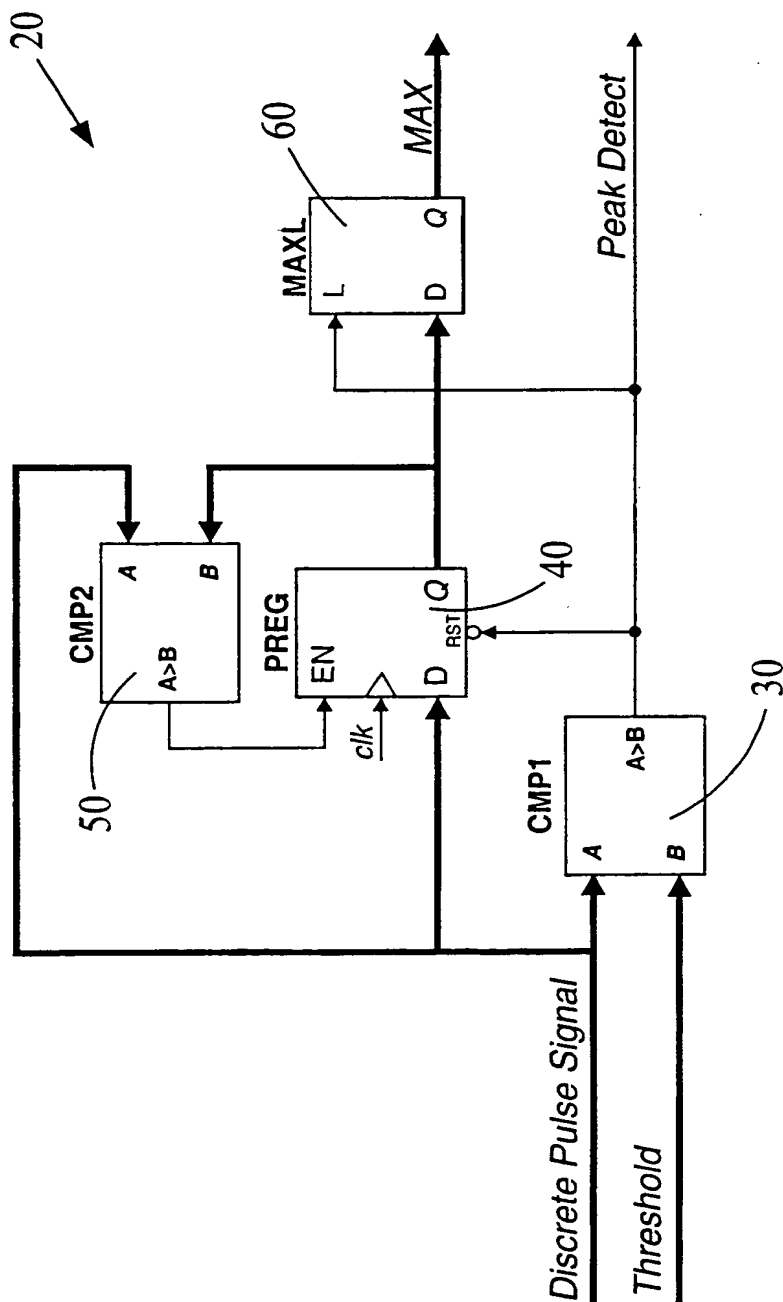 20
CMP2
A
A>B
B
50
MAXL
60
L
D
Q
MAX
PREG
EN
clk
D
Q
RST
40
CMP1
A
A>B
B
30
Discrete Pulse Signal
Threshold
Peak Detect